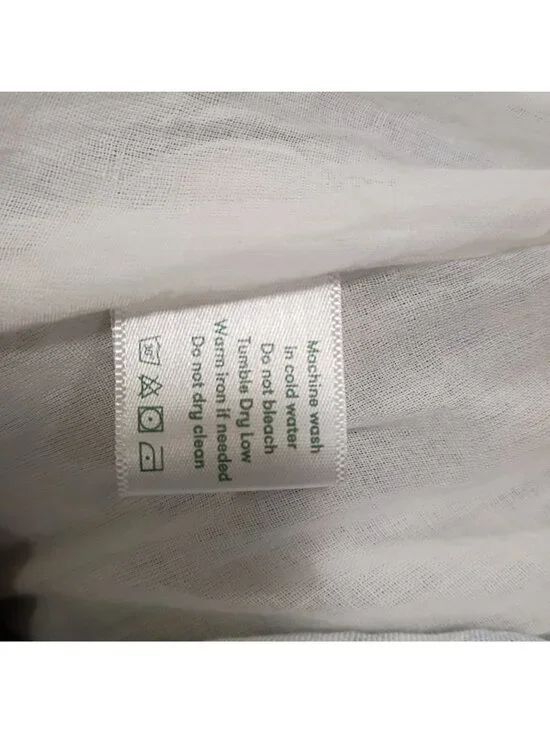 Machine wash
In cold water
Do not bleach
Tumble Dry Low
Warm iron if needed
Do not dry clean
30°